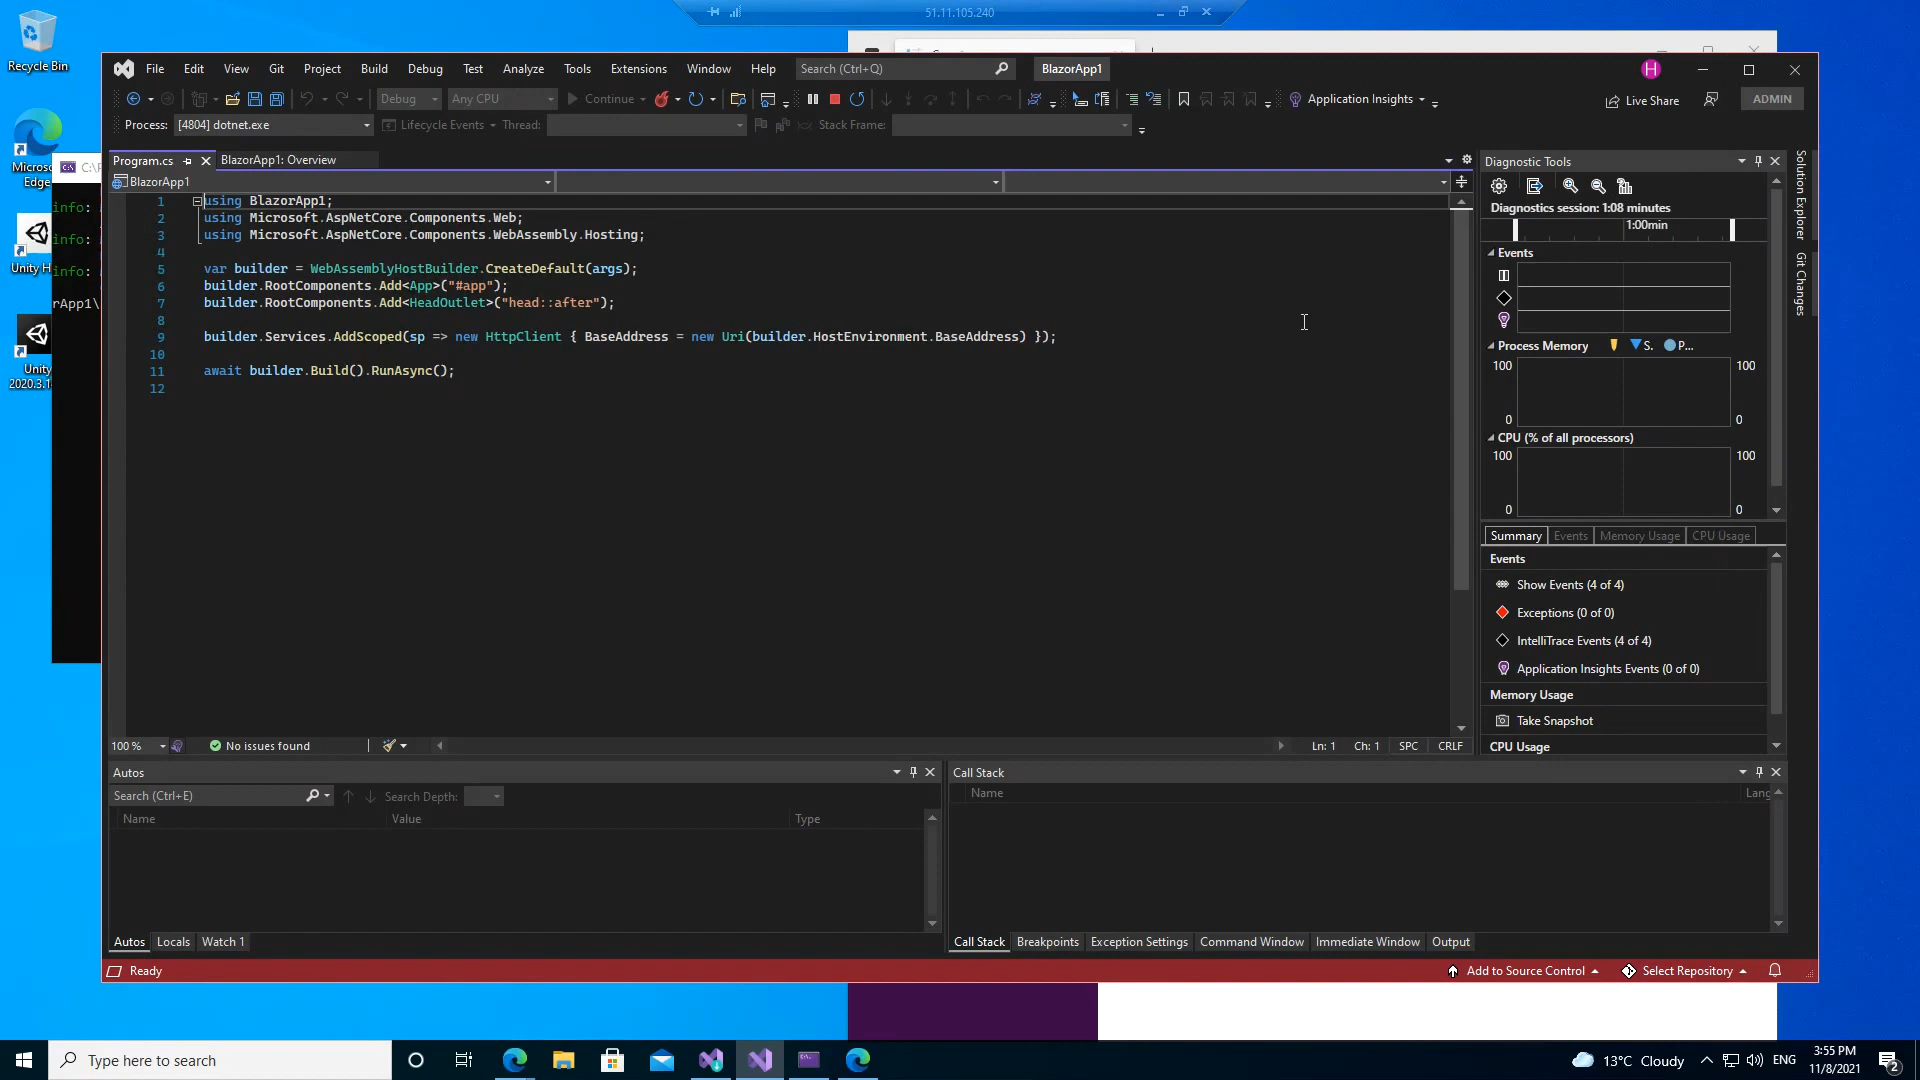 51.11.105.240
Recycle Bin
Microso
Edge
Unity H
Unity
2020.3.1
File Edit View Git Project Build Debug Test Analyze Tools Extensions Window Help Search (Ctrl+Q) BlazorApp1 H
Debug Any CPU Continue Application Insights Live Share ADMIN
Process: [4804] dotnet.exe Lifecycle Events Thread: Stack Frame:
C:\P
info:
info:
info:
rApp1\
Program.cs BlazorApp1: Overview
BlazorApp1
1 using BlazorApp1;
2 using Microsoft.AspNetCore.Components.Web;
3 using Microsoft.AspNetCore.Components.WebAssembly.Hosting;
4
5 var builder = WebAssemblyHostBuilder.CreateDefault(args);
6 builder.RootComponents.Add<App>("#app");
7 builder.RootComponents.Add<HeadOutlet>("head::after");
8
9 builder.Services.AddScoped(sp => new HttpClient { BaseAddress = new Uri(builder.HostEnvironment.BaseAddress) });
10
11 await builder.Build().RunAsync();
12
100 % No issues found Ln: 1 Ch: 1 SPC CRLF
Diagnostic Tools
Diagnostics session: 1:08 minutes
1:00min
Events
Process Memory S. P...
100 100
0 0
CPU (% of all processors)
100 100
0 0
Summary Events Memory Usage CPU Usage
Events
Show Events (4 of 4)
Exceptions (0 of 0)
IntelliTrace Events (4 of 4)
Application Insights Events (0 of 0)
Memory Usage
Take Snapshot
CPU Usage
Solution Explorer
Git Changes
Autos
Search (Ctrl+E) Search Depth:
Name Value Type
Autos Locals Watch 1
Call Stack
Name Lang
Call Stack Breakpoints Exception Settings Command Window Immediate Window Output
Ready Add to Source Control Select Repository
Type here to search
13°C Cloudy ENG 3:55 PM
11/8/2021
2